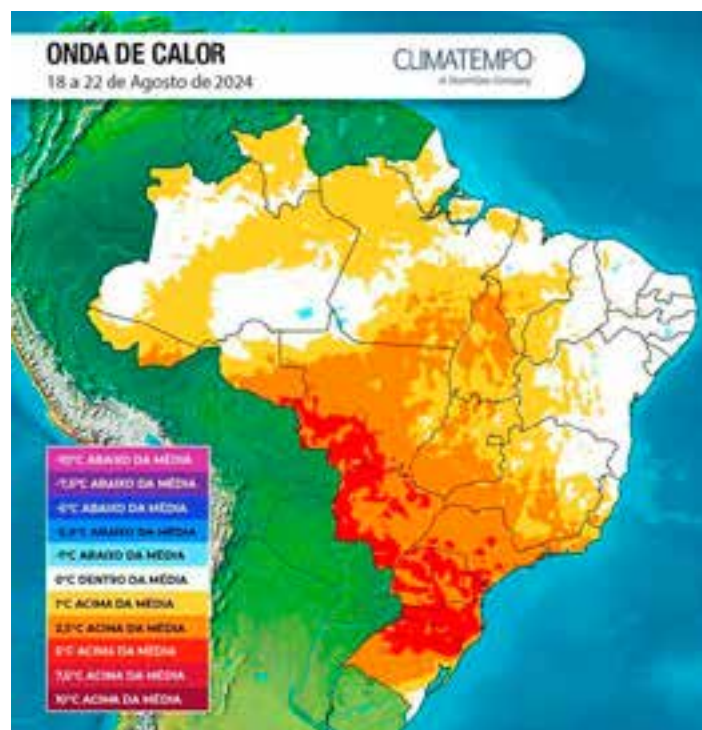 ONDA DE CALOR
18 a 22 de Agosto de 2024
CLIMATEMPO
A StormGeo Company
-10°C ABAIXO DA MÉDIA
-7,5°C ABAIXO DA MÉDIA
-5°C ABAIXO DA MÉDIA
-2,5°C ABAIXO DA MÉDIA
-1°C ABAIXO DA MÉDIA
0°C DENTRO DA MÉDIA
1°C ACIMA DA MÉDIA
2,5°C ACIMA DA MÉDIA
5°C ACIMA DA MÉDIA
7,5°C ACIMA DA MÉDIA
10°C ACIMA DA MÉDIA